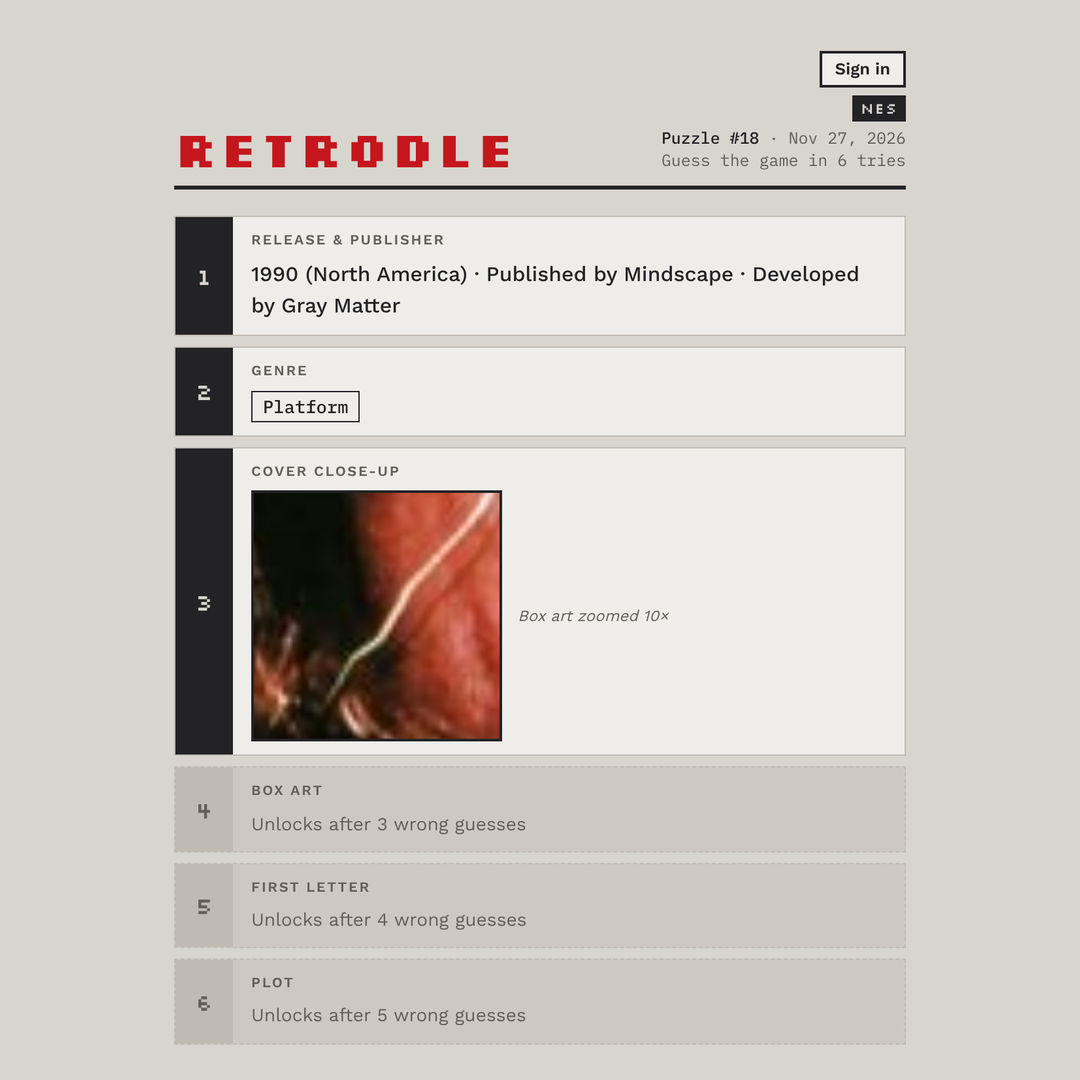 Sign in
NES
RETRODLE
Puzzle #18 · Nov 27, 2026
Guess the game in 6 tries
1
RELEASE & PUBLISHER
1990 (North America) · Published by Mindscape · Developed
by Gray Matter
2
GENRE
Platform
3
COVER CLOSE-UP
Box art zoomed 10×
4
BOX ART
Unlocks after 3 wrong guesses
5
FIRST LETTER
Unlocks after 4 wrong guesses
6
PLOT
Unlocks after 5 wrong guesses